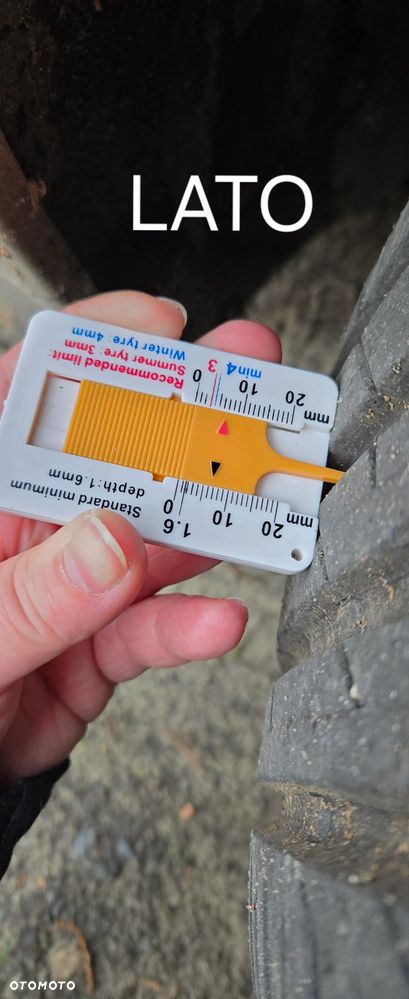 LATO
Recommended limit:
Summer tyre: 3mm
Winter tyre: 4mm
min4 3
0 10 20 mm
Standard minimum
depth:1.6mm
1.6
0 10 20 mm
OTOMOTO